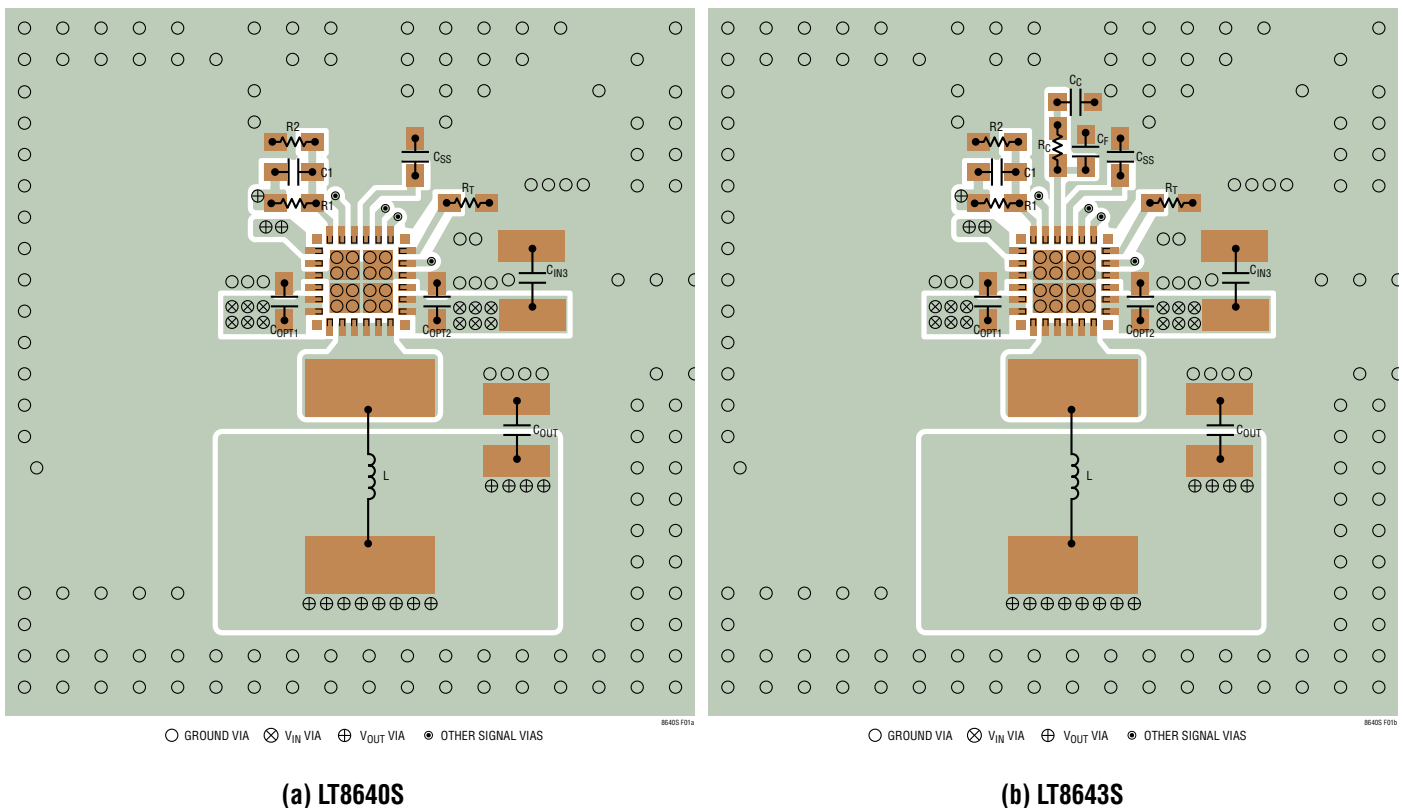 R2
C1
R1
CSS
RT
CIN3
COPT1
COPT2
COUT
L
8640S F01a
GROUND VIA VIN VIA VOUT VIA OTHER SIGNAL VIAS
(a) LT8640S
CC
R2
RC
CF
C1
CSS
R1
RT
CIN3
COPT1
COPT2
COUT
L
8640S F01b
GROUND VIA VIN VIA VOUT VIA OTHER SIGNAL VIAS
(b) LT8643S